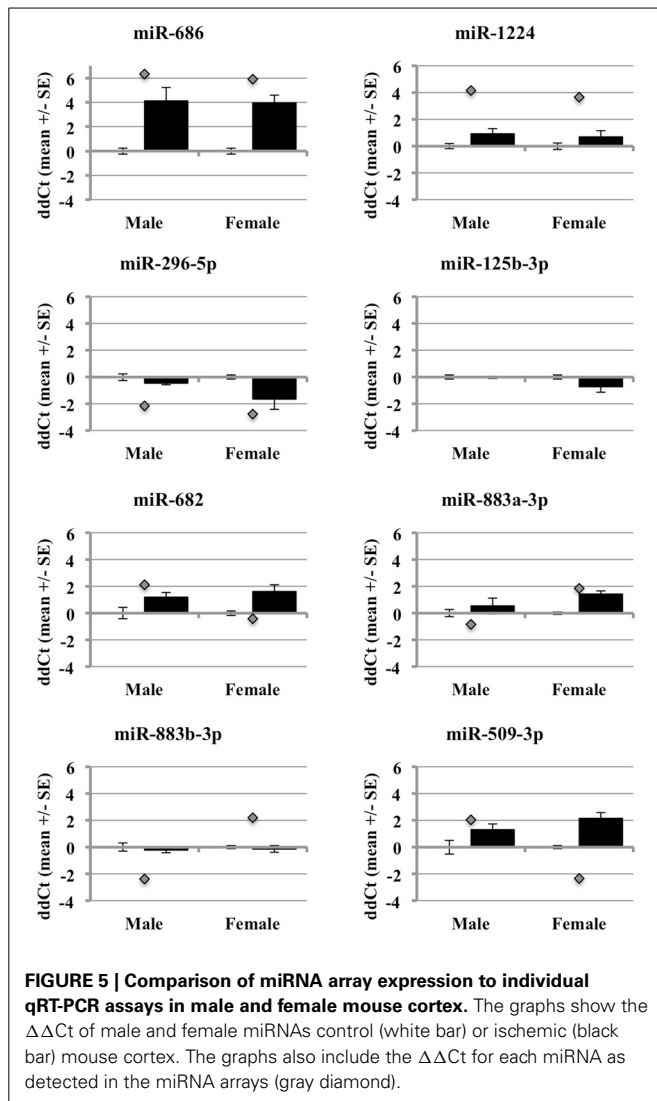 miR-686
miR-1224
ddCt (mean +/- SE)
6
4
2
0
-2
-4
Male
Female
ddCt (mean +/- SE)
6
4
2
0
-2
-4
Male
Female
miR-296-5p
miR-125b-3p
ddCt (mean +/- SE)
6
4
2
0
-2
-4
Male
Female
ddCt (mean +/- SE)
6
4
2
0
-2
-4
Male
Female
miR-682
miR-883a-3p
ddCt (mean +/- SE)
6
4
2
0
-2
-4
Male
Female
ddCt (mean +/- SE)
6
4
2
0
-2
-4
Male
Female
miR-883b-3p
miR-509-3p
ddCt (mean +/- SE)
6
4
2
0
-2
-4
Male
Female
ddCt (mean +/- SE)
6
4
2
0
-2
-4
Male
Female
FIGURE 5 | Comparison of miRNA array expression to individual
qRT-PCR assays in male and female mouse cortex. The graphs show the
ΔΔCt of male and female miRNAs control (white bar) or ischemic (black
bar) mouse cortex. The graphs also include the ΔΔCt for each miRNA as
detected in the miRNA arrays (gray diamond).